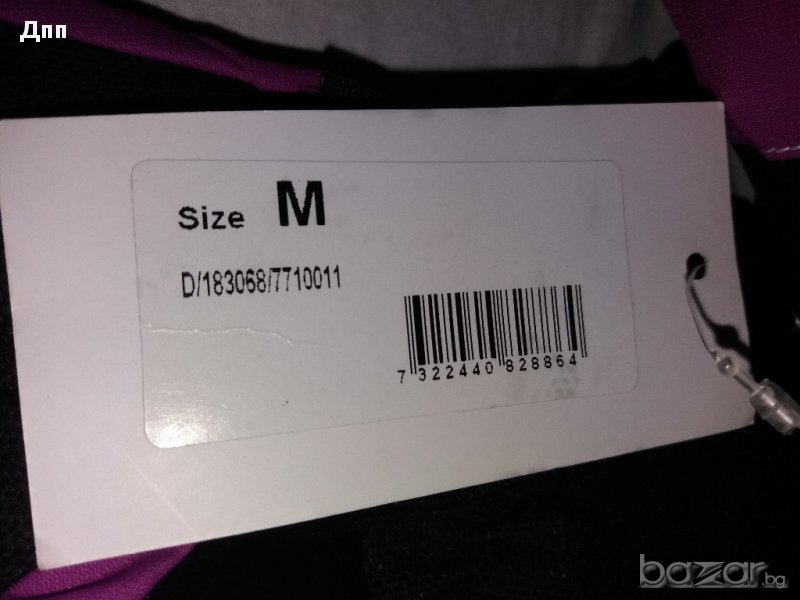 Дпп
Size M
D/183068/7710011
7 322440 828864
bazar.bg